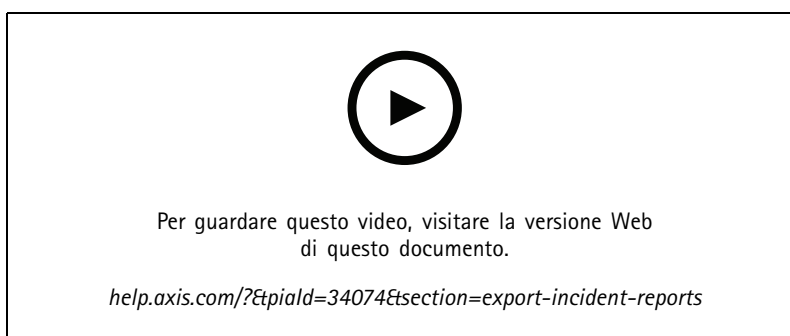 Per guardare questo video, visitare la versione Web
di questo documento.
help.axis.com/?&piaId=34074&section=export-incident-reports